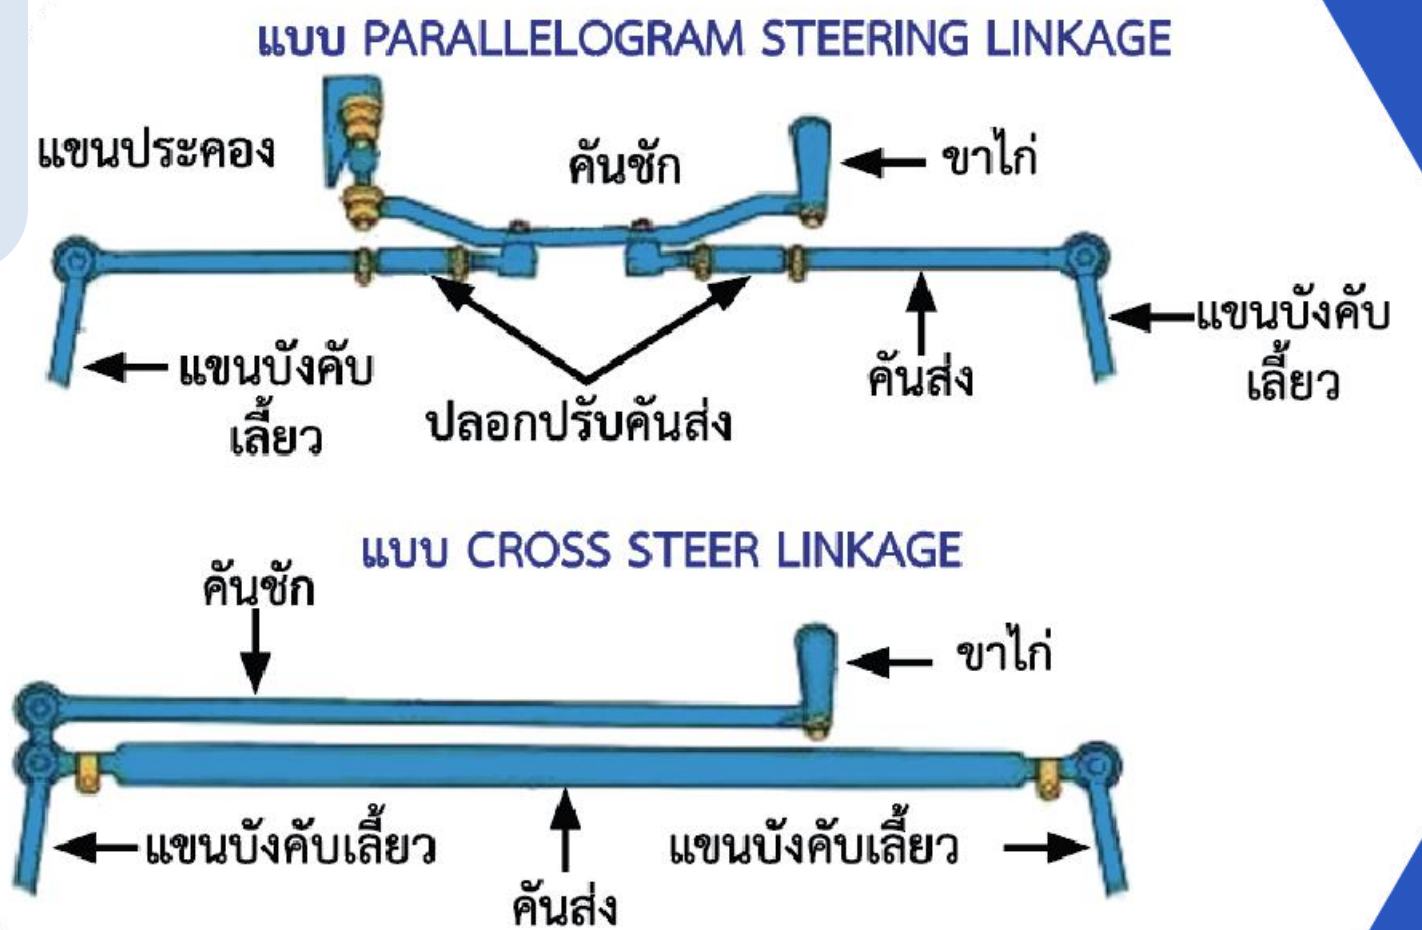 แบบ PARALLELOGRAM STEERING LINKAGE
แขนประคอง
คันชัก
ขาไก่
แขนบังคับ
เลี้ยว
ปลอกปรับคันส่ง
คันส่ง
แขนบังคับ
เลี้ยว
แบบ CROSS STEER LINKAGE
คันชัก
ขาไก่
แขนบังคับเลี้ยว
คันส่ง
แขนบังคับเลี้ยว